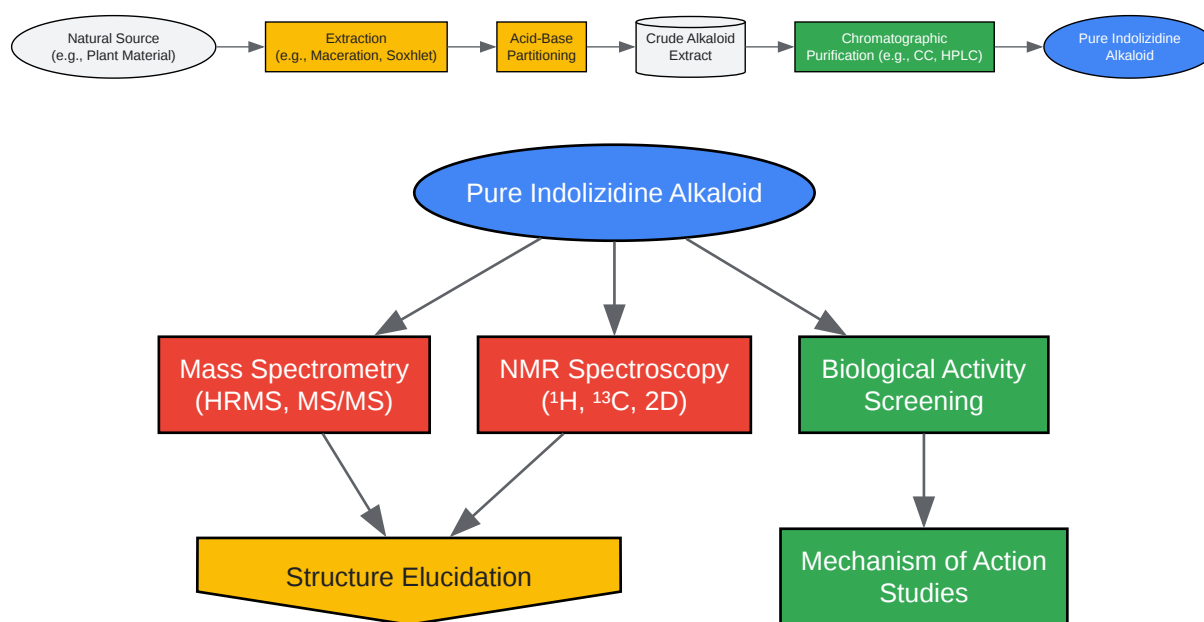 Natural Source
(e.g., Plant Material)
Extraction
(e.g., Maceration, Soxhlet)
Acid-Base
Partitioning
Crude Alkaloid
Extract
Chromatographic
Purification (e.g., CC, HPLC)
Pure Indolizidine
Alkaloid
Pure Indolizidine Alkaloid
Mass Spectrometry
(HRMS, MS/MS)
NMR Spectroscopy
(¹H, ¹³C, 2D)
Biological Activity
Screening
Structure Elucidation
Mechanism of Action
Studies